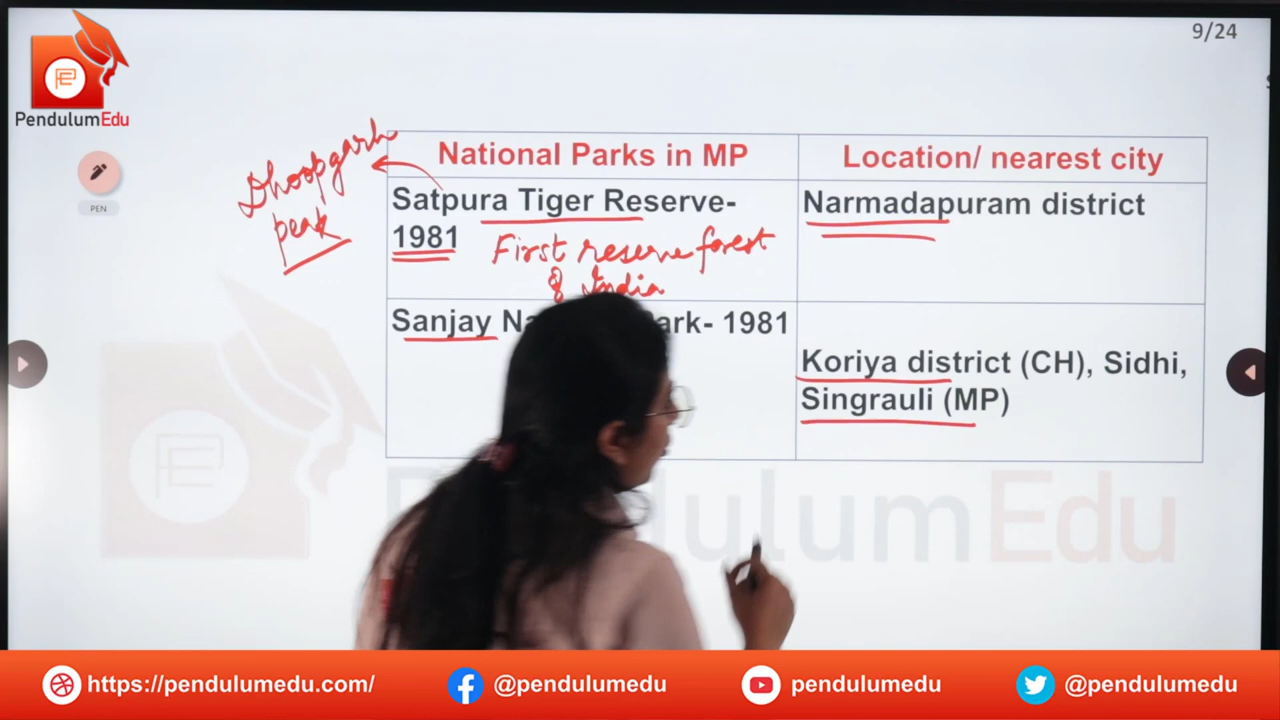 9/24
PendulumEdu
PEN
National Parks in MP
Location/ nearest city
Dhoopgarh
peak
Satpura Tiger Reserve-
1981
First reserve forest
of India
Narmadapuram district
Sanjay
1981
Koriya district (CH), Sidhi,
Singrauli (MP)
PendulumEdu
https://pendulumedu.com/
@pendulumedu
pendulumedu
@pendulumedu